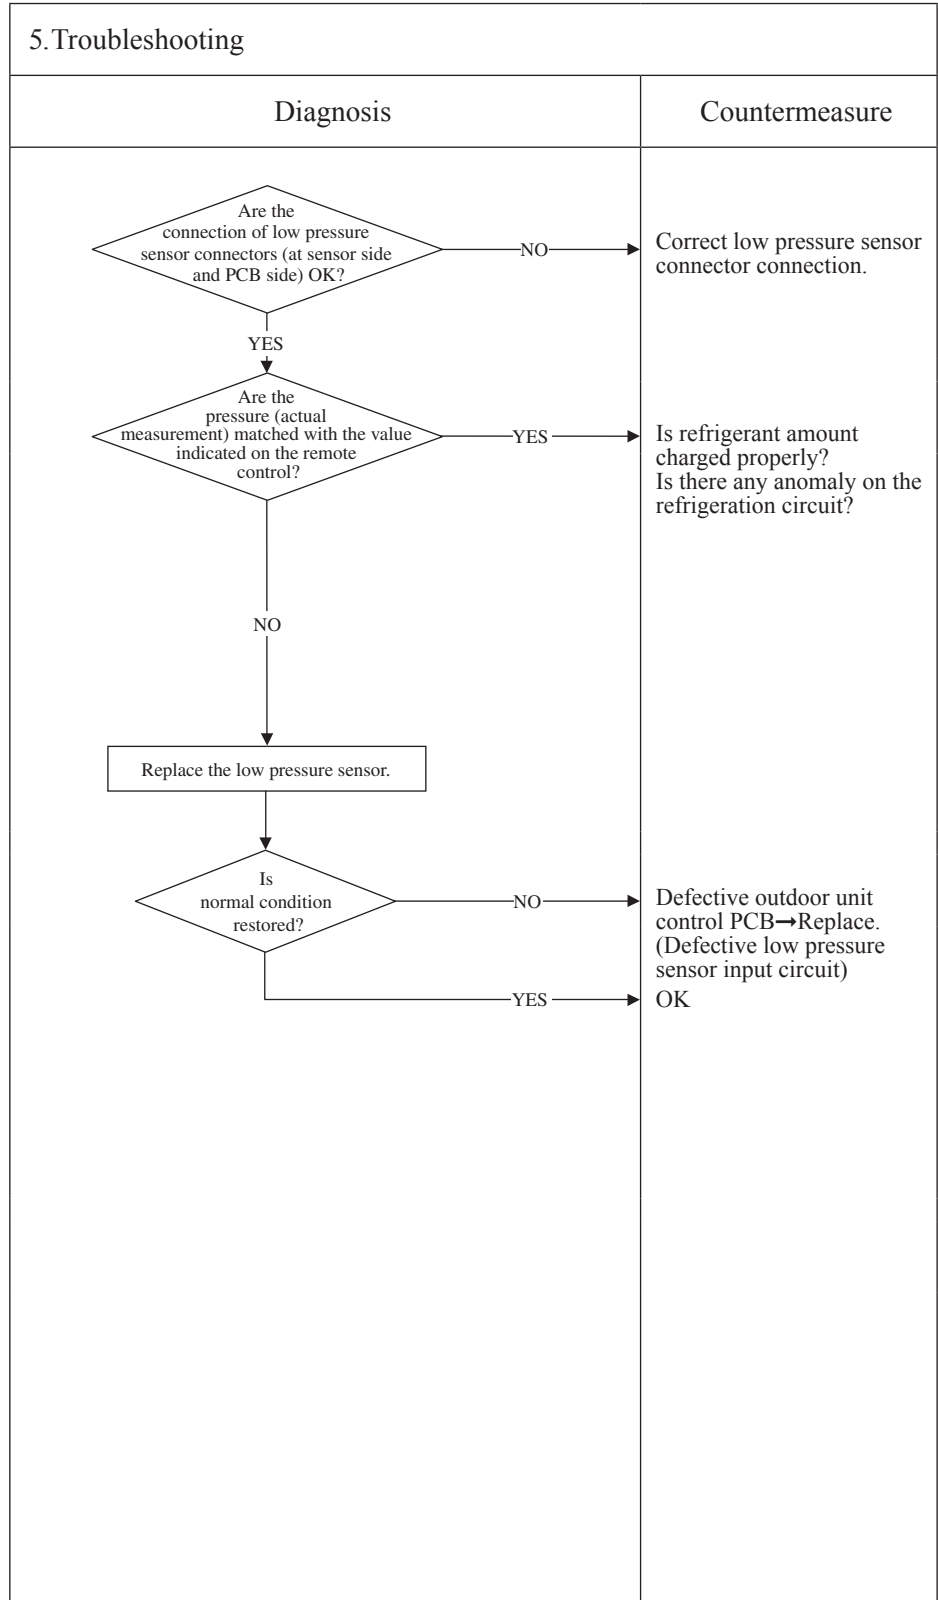 5.Troubleshooting
Diagnosis
Countermeasure
Are the
connection of low pressure
sensor connectors (at sensor side
and PCB side) OK?
NO
Correct low pressure sensor
connector connection.
YES
Are the
pressure (actual
measurement) matched with the value
indicated on the remote
control?
YES
Is refrigerant amount
charged properly?
Is there any anomaly on the
refrigeration circuit?
NO
Replace the low pressure sensor.
Is
normal condition
restored?
NO
Defective outdoor unit
control PCB→Replace.
(Defective low pressure
sensor input circuit)
YES
OK